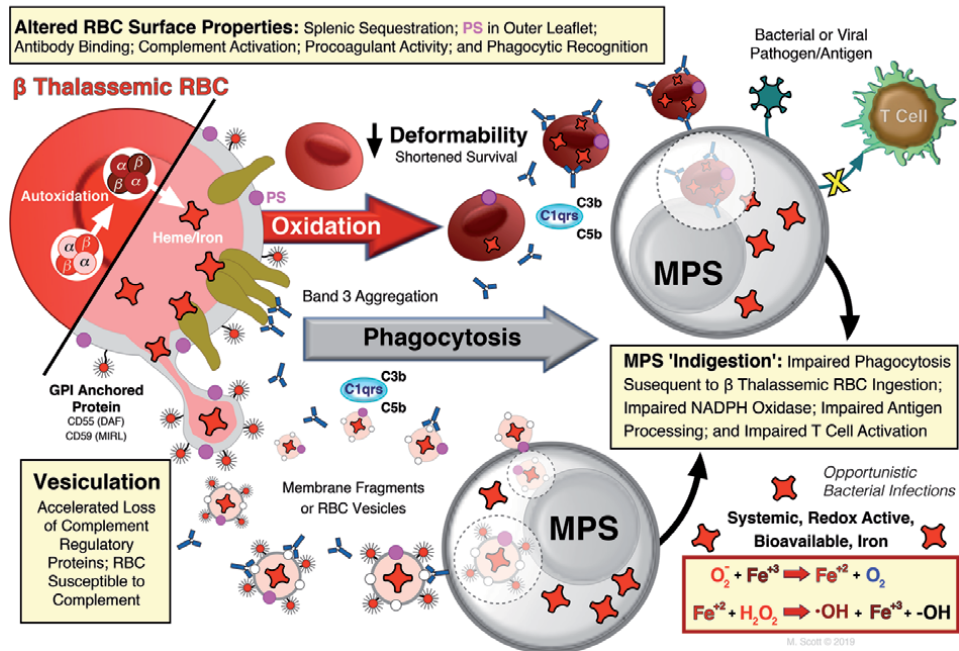 Altered RBC Surface Properties: Splenic Sequestration; PS in Outer Leaflet;
Antibody Binding; Complement Activation; Procoagulant Activity; and Phagocytic Recognition
Bacterial or Viral
Pathogen/Antigen
T Cell
β Thalassemic RBC
Deformability
Shortened Survival
α β
β α
Autoxidation
α β
β α
Heme/Iron
PS
Oxidation
C3b
C1qrs
C5b
X
MPS
Band 3 Aggregation
Phagocytosis
GPI Anchored
Protein
CD55 (DAF)
CD59 (MIRL)
C3b
C1qrs
C5b
MPS 'Indigestion': Impaired Phagocytosis
Susequent to β Thalassemic RBC Ingestion;
Impaired NADPH Oxidase; Impaired Antigen
Processing; and Impaired T Cell Activation
Vesiculation
Accelerated Loss
of Complement
Regulatory
Proteins; RBC
Susceptible to
Complement
Membrane Fragments
or RBC Vesicles
MPS
Opportunistic
Bacterial Infections
Systemic, Redox Active,
Bioavailable, Iron
O₂⁻ + Fe⁺³ Fe⁺² + O₂
Fe⁺² + H₂O₂ ·OH + Fe⁺³ + -OH
M. Scott © 2019